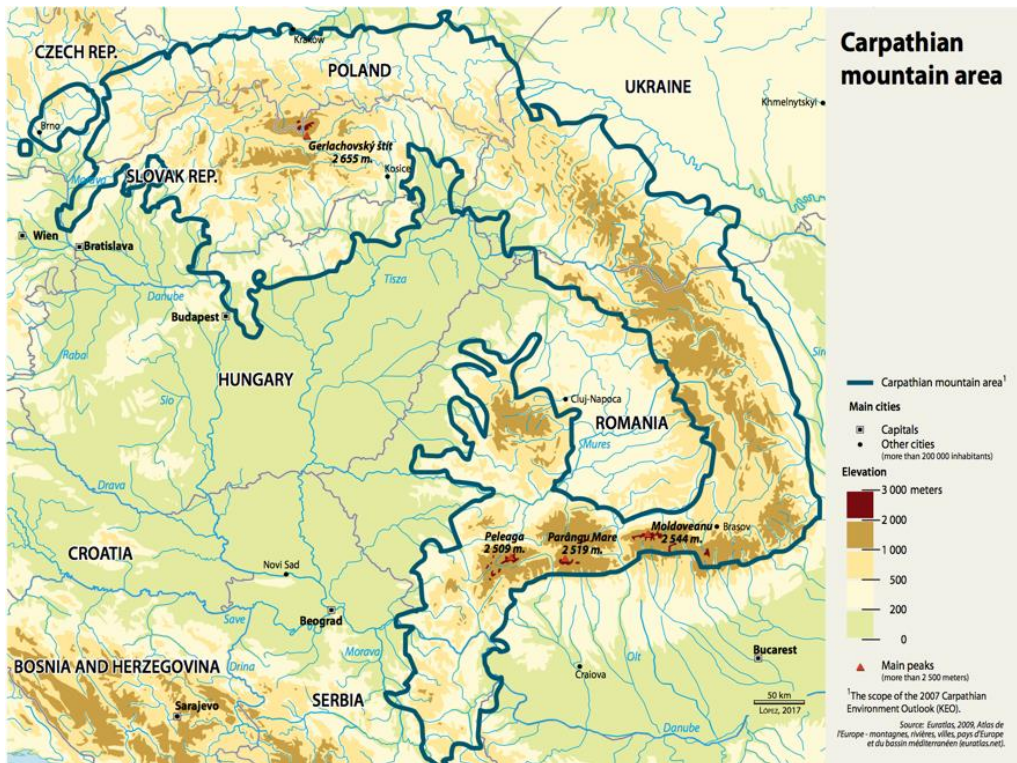 CZECH REP.
Krakow
POLAND
UKRAINE
Khmelnytskyi
Brno
Gerlachovský štít
2 655 m.
Morava
SLOVAK REP.
Kosice
Wien
Bratislava
Tisza
Danube
Budapest
Raba
HUNGARY
Sio
Cluj-Napoca
ROMANIA
Mures
Drava
Moldoveanu
2 544 m.
Brasov
Peleaga
2 509 m.
Parângu Mare
2 519 m.
CROATIA
Novi Sad
Save
Beograd
Morava
Olt
Bucarest
BOSNIA AND HERZEGOVINA
Drina
SERBIA
Craiova
Sarajevo
50 km
LOPEZ, 2017
Danube
Carpathian
mountain area
Carpathian mountain area¹
Main cities
Capitals
Other cities
(more than 200 000 inhabitants)
Elevation
3 000 meters
2 000
1 000
500
200
0
Main peaks
(more than 2 500 meters)
¹The scope of the 2007 Carpathian
Environment Outlook (KEO).
Source: Euratlas, 2009, Atlas de
l'Europe - montagnes, rivières, villes, pays d'Europe
et du bassin méditerranéen (euratlas.net).